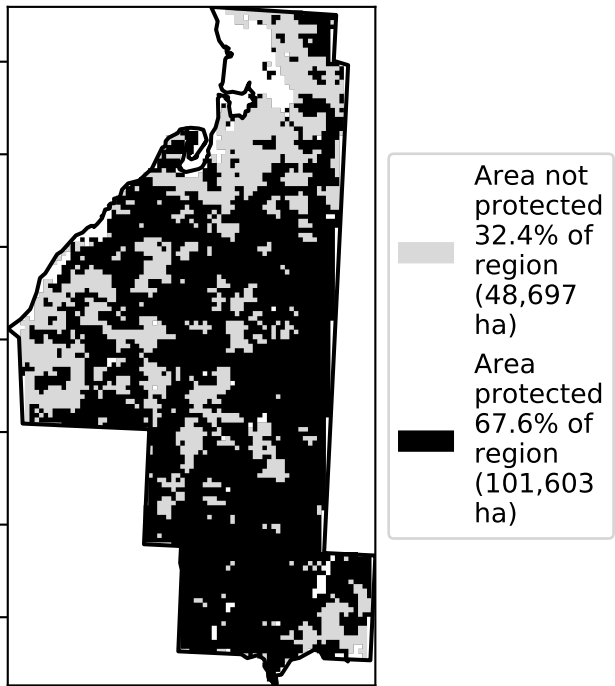 Area not
protected
32.4% of
region
(48,697
ha)
Area
protected
67.6% of
region
(101,603
ha)